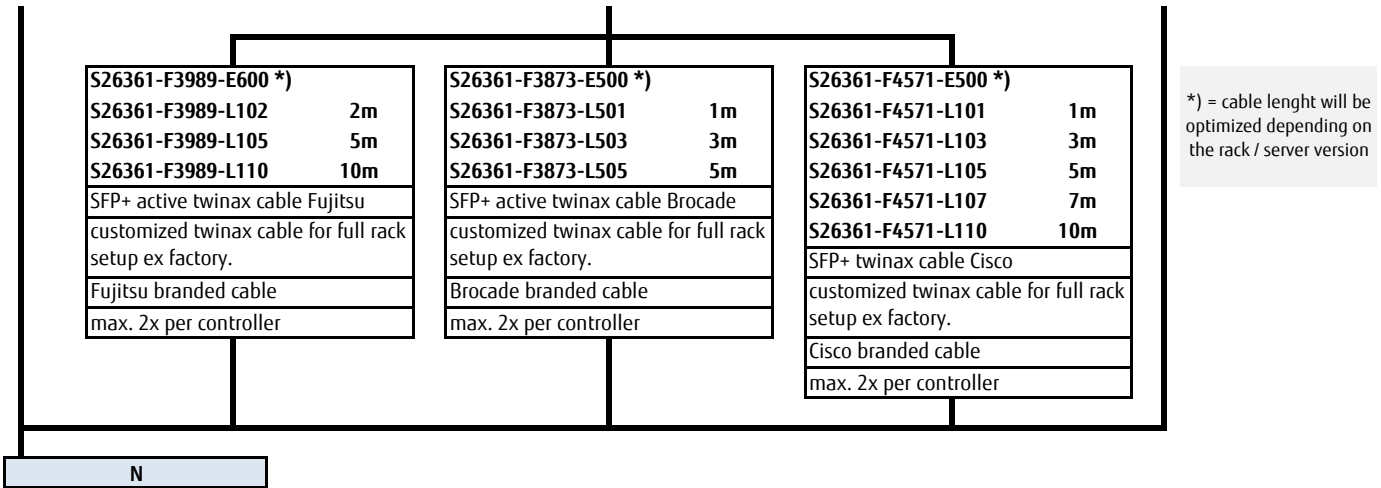 S26361-F3989-E600 *)
S26361-F3989-L102 2m
S26361-F3989-L105 5m
S26361-F3989-L110 10m
SFP+ active twinax cable Fujitsu
customized twinax cable for full rack
setup ex factory.
Fujitsu branded cable
max. 2x per controller
S26361-F3873-E500 *)
S26361-F3873-L501 1m
S26361-F3873-L503 3m
S26361-F3873-L505 5m
SFP+ active twinax cable Brocade
customized twinax cable for full rack
setup ex factory.
Brocade branded cable
max. 2x per controller
S26361-F4571-E500 *)
S26361-F4571-L101 1m
S26361-F4571-L103 3m
S26361-F4571-L105 5m
S26361-F4571-L107 7m
S26361-F4571-L110 10m
SFP+ twinax cable Cisco
customized twinax cable for full rack
setup ex factory.
Cisco branded cable
max. 2x per controller
*) = cable lenght will be
optimized depending on
the rack / server version
N